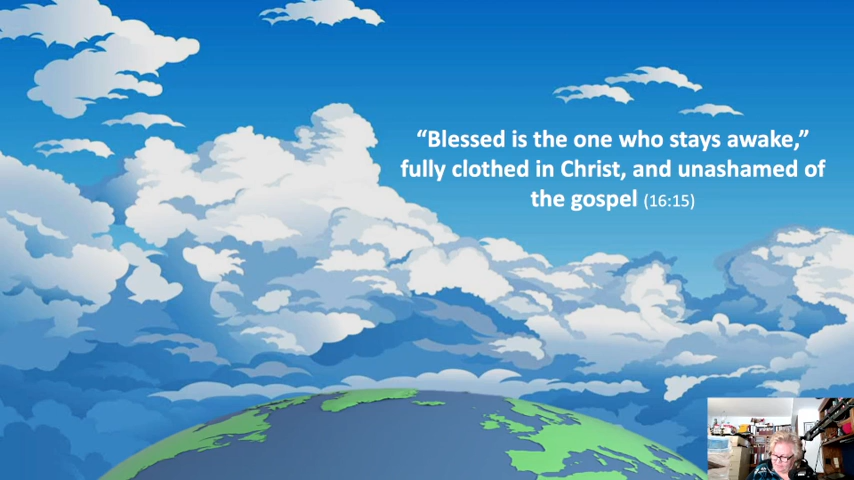 “Blessed is the one who stays awake,”
fully clothed in Christ, and unashamed of
the gospel (16:15)